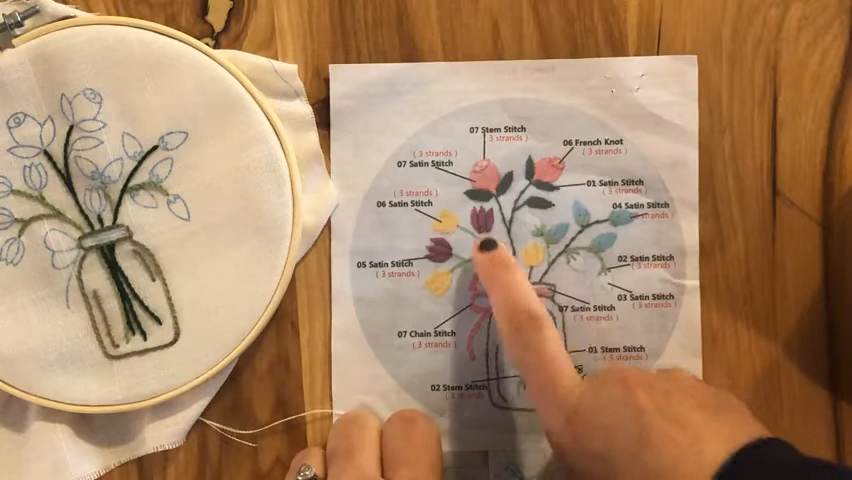 07 Stem Stitch
( 3 strands )
06 French Knot
( 3 strands )
( 3 strands )
07 Satin Stitch
01 Satin Stitch
( 3 strands )
( 3 strands )
06 Satin Stitch
04 Satin Stitch
strands )
05 Satin Stitch
( 3 strands )
02 Satin Stitch
( 3 strands )
03 Satin Stitch
( 3 strands )
07 Satin Stitch
( 3 strands )
07 Chain Stitch
( 3 strands )
01 Stem Stitch
( 3 strands )
02 Stem Stitch
( 3 strands